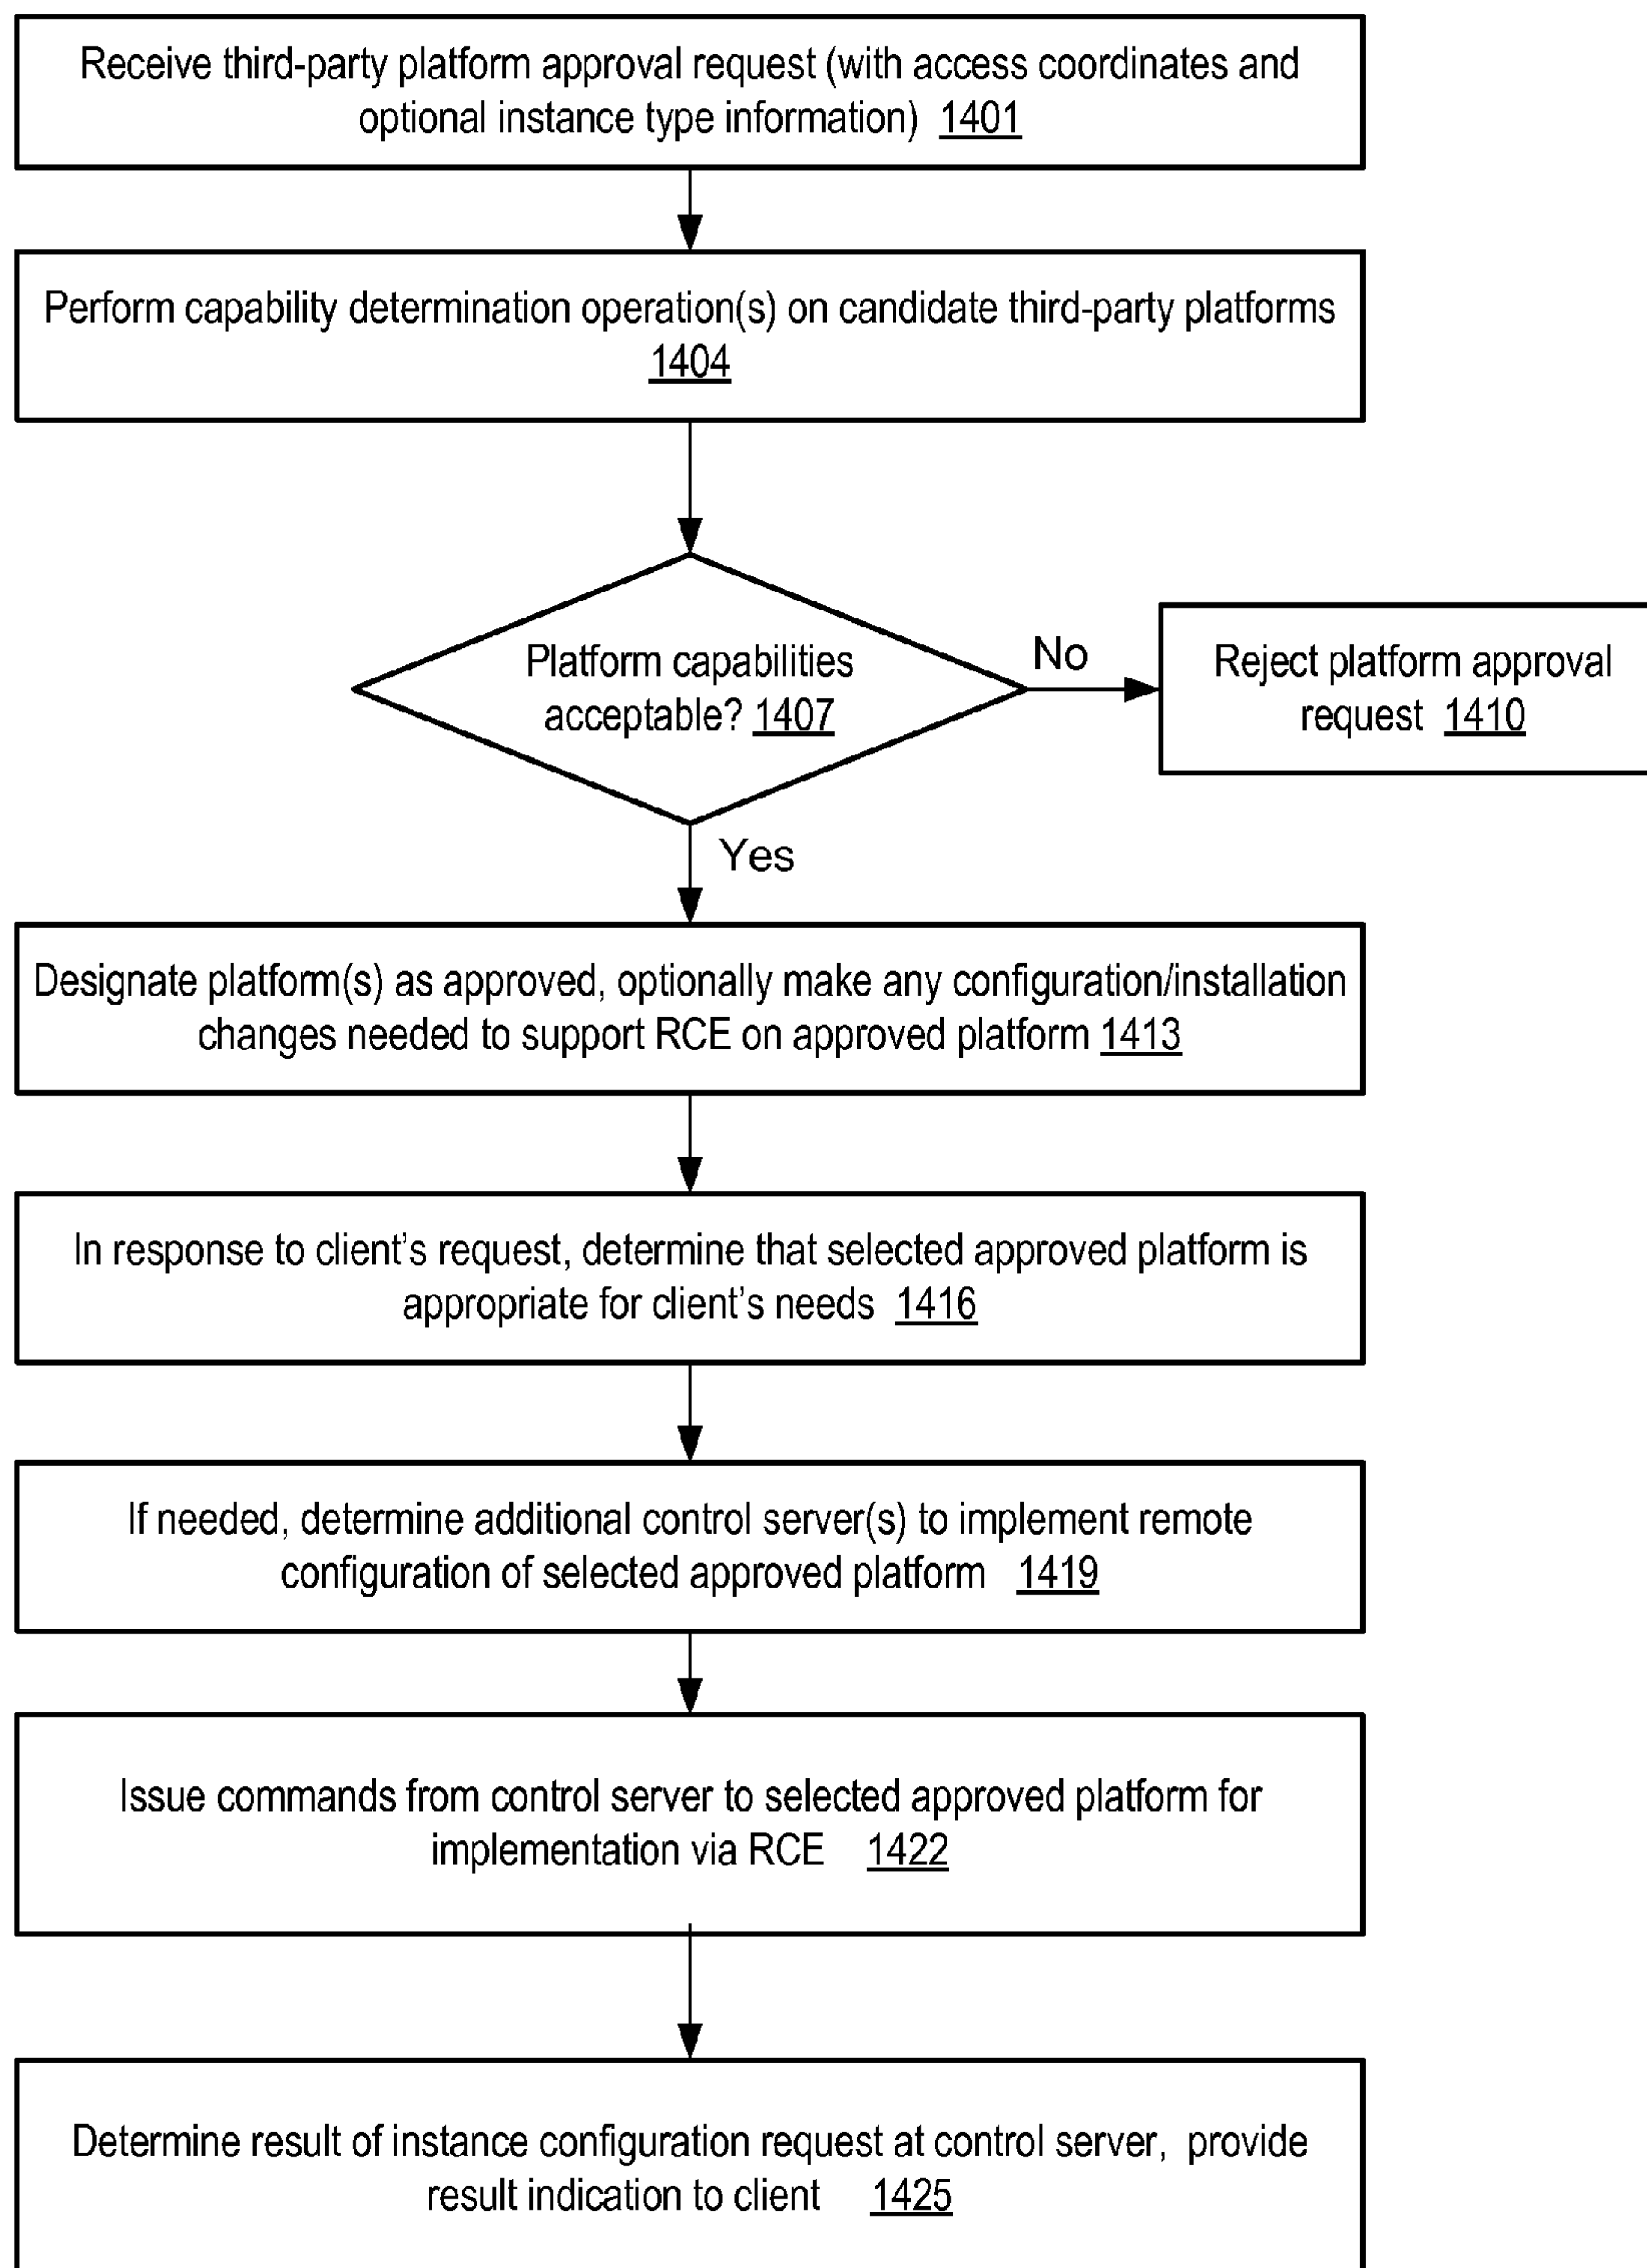 Receive third-party platform approval request (with access coordinates and
optional instance type information) 1401
Perform capability determination operation(s) on candidate third-party platforms
1404
Platform capabilities
acceptable? 1407
No
Reject platform approval
request 1410
Yes
Designate platform(s) as approved, optionally make any configuration/installation
changes needed to support RCE on approved platform 1413
In response to client's request, determine that selected approved platform is
appropriate for client's needs 1416
If needed, determine additional control server(s) to implement remote
configuration of selected approved platform 1419
Issue commands from control server to selected approved platform for
implementation via RCE 1422
Determine result of instance configuration request at control server, provide
result indication to client 1425